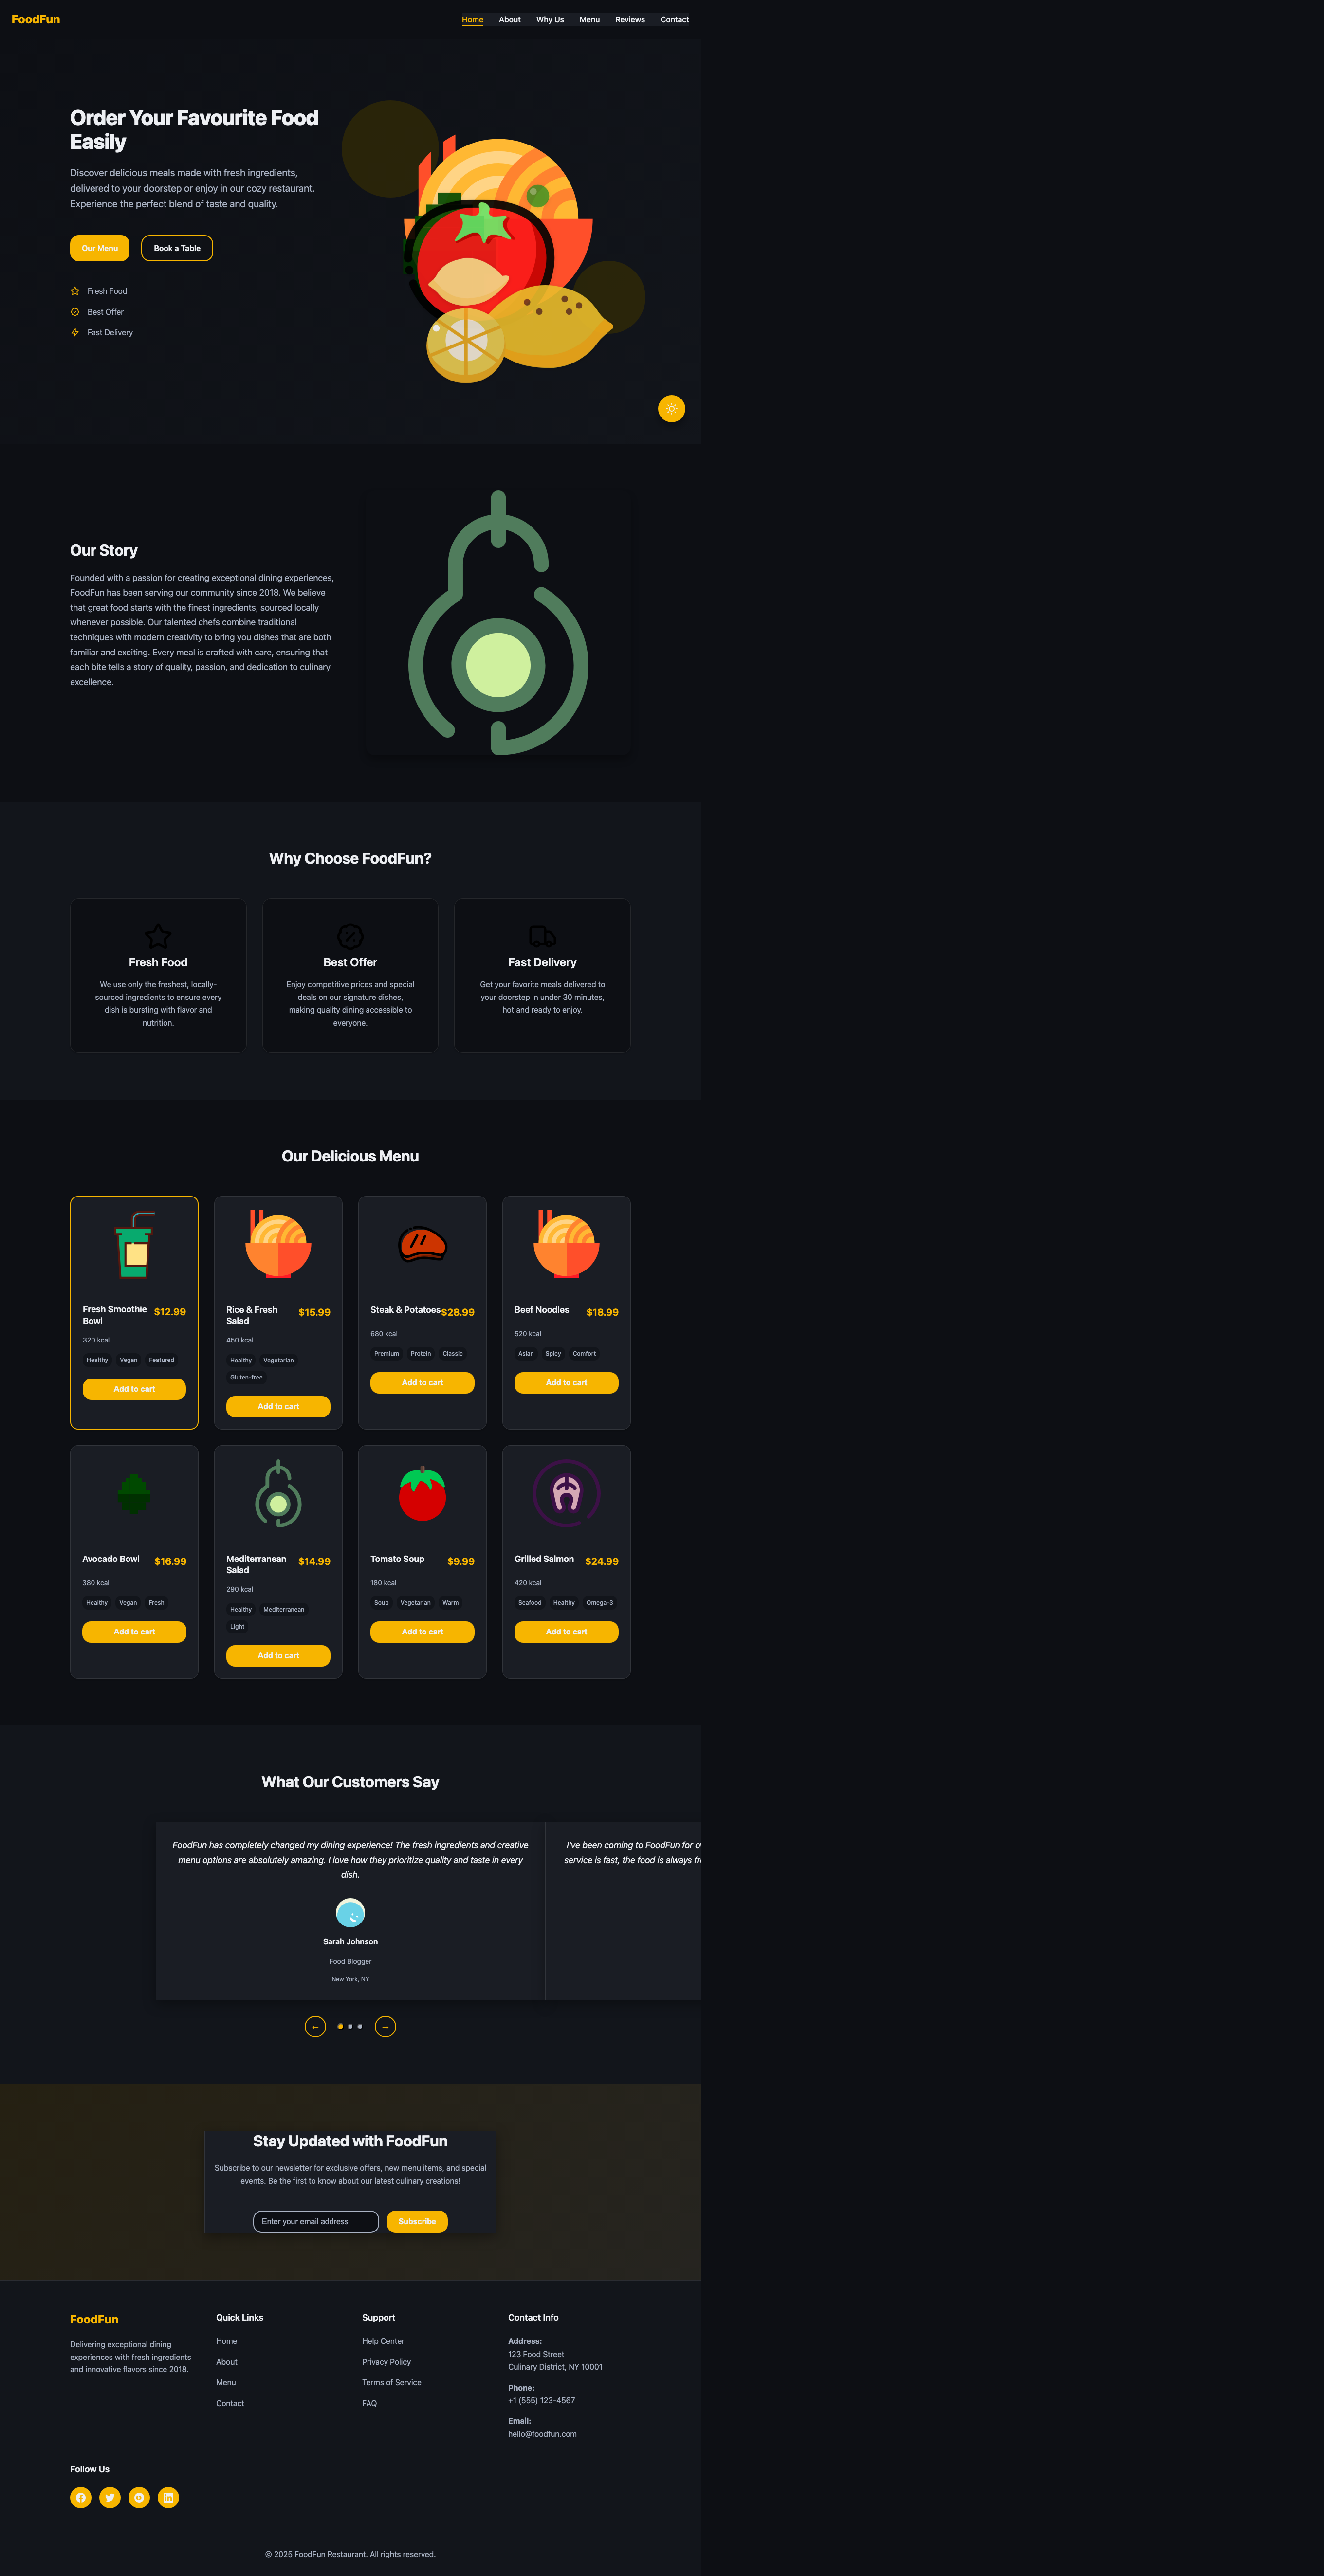 FoodFun
Home About Why Us Menu Reviews Contact
Order Your Favourite Food
Easily
Discover delicious meals made with fresh ingredients,
delivered to your doorstep or enjoy in our cozy restaurant.
Experience the perfect blend of taste and quality.
Our Menu Book a Table
Fresh Food
Best Offer
Fast Delivery
Our Story
Founded with a passion for creating exceptional dining experiences,
FoodFun has been serving our community since 2018. We believe
that great food starts with the finest ingredients, sourced locally
whenever possible. Our talented chefs combine traditional
techniques with modern creativity to bring you dishes that are both
familiar and exciting. Every meal is crafted with care, ensuring that
each bite tells a story of quality, passion, and dedication to culinary
excellence.
Why Choose FoodFun?
Fresh Food
We use only the freshest, locally-
sourced ingredients to ensure every
dish is bursting with flavor and
nutrition.
Best Offer
Enjoy competitive prices and special
deals on our signature dishes,
making quality dining accessible to
everyone.
Fast Delivery
Get your favorite meals delivered to
your doorstep in under 30 minutes,
hot and ready to enjoy.
Our Delicious Menu
Fresh Smoothie
Bowl
$12.99
320 kcal
Healthy Vegan Featured
Add to cart
Rice & Fresh
Salad
$15.99
450 kcal
Healthy Vegetarian
Gluten-free
Add to cart
Steak & Potatoes
$28.99
680 kcal
Premium Protein Classic
Add to cart
Beef Noodles
$18.99
520 kcal
Asian Spicy Comfort
Add to cart
Avocado Bowl
$16.99
380 kcal
Healthy Vegan Fresh
Add to cart
Mediterranean
Salad
$14.99
290 kcal
Healthy Mediterranean
Light
Add to cart
Tomato Soup
$9.99
180 kcal
Soup Vegetarian Warm
Add to cart
Grilled Salmon
$24.99
420 kcal
Seafood Healthy Omega-3
Add to cart
What Our Customers Say
FoodFun has completely changed my dining experience! The fresh ingredients and creative
menu options are absolutely amazing. I love how they prioritize quality and taste in every
dish.
Sarah Johnson
Food Blogger
New York, NY
I've been coming to FoodFun for
service is fast, the food is always
← →
Stay Updated with FoodFun
Subscribe to our newsletter for exclusive offers, new menu items, and special
events. Be the first to know about our latest culinary creations!
Enter your email address Subscribe
FoodFun
Delivering exceptional dining
experiences with fresh ingredients
and innovative flavors since 2018.
Quick Links
Home
About
Menu
Contact
Support
Help Center
Privacy Policy
Terms of Service
FAQ
Contact Info
Address:
123 Food Street
Culinary District, NY 10001
Phone:
+1 (555) 123-4567
Email:
hello@foodfun.com
Follow Us
© 2025 FoodFun Restaurant. All rights reserved.